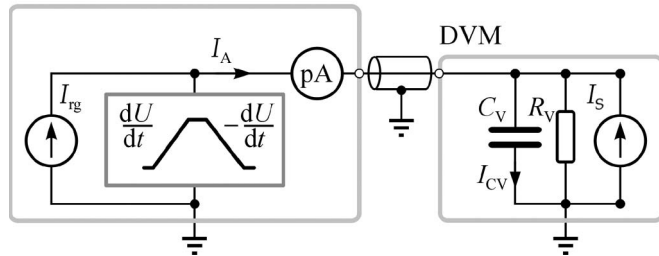 DVM
I_A
pA
I_rg
dU/dt
-dU/dt
C_V
R_V
I_S
I_CV